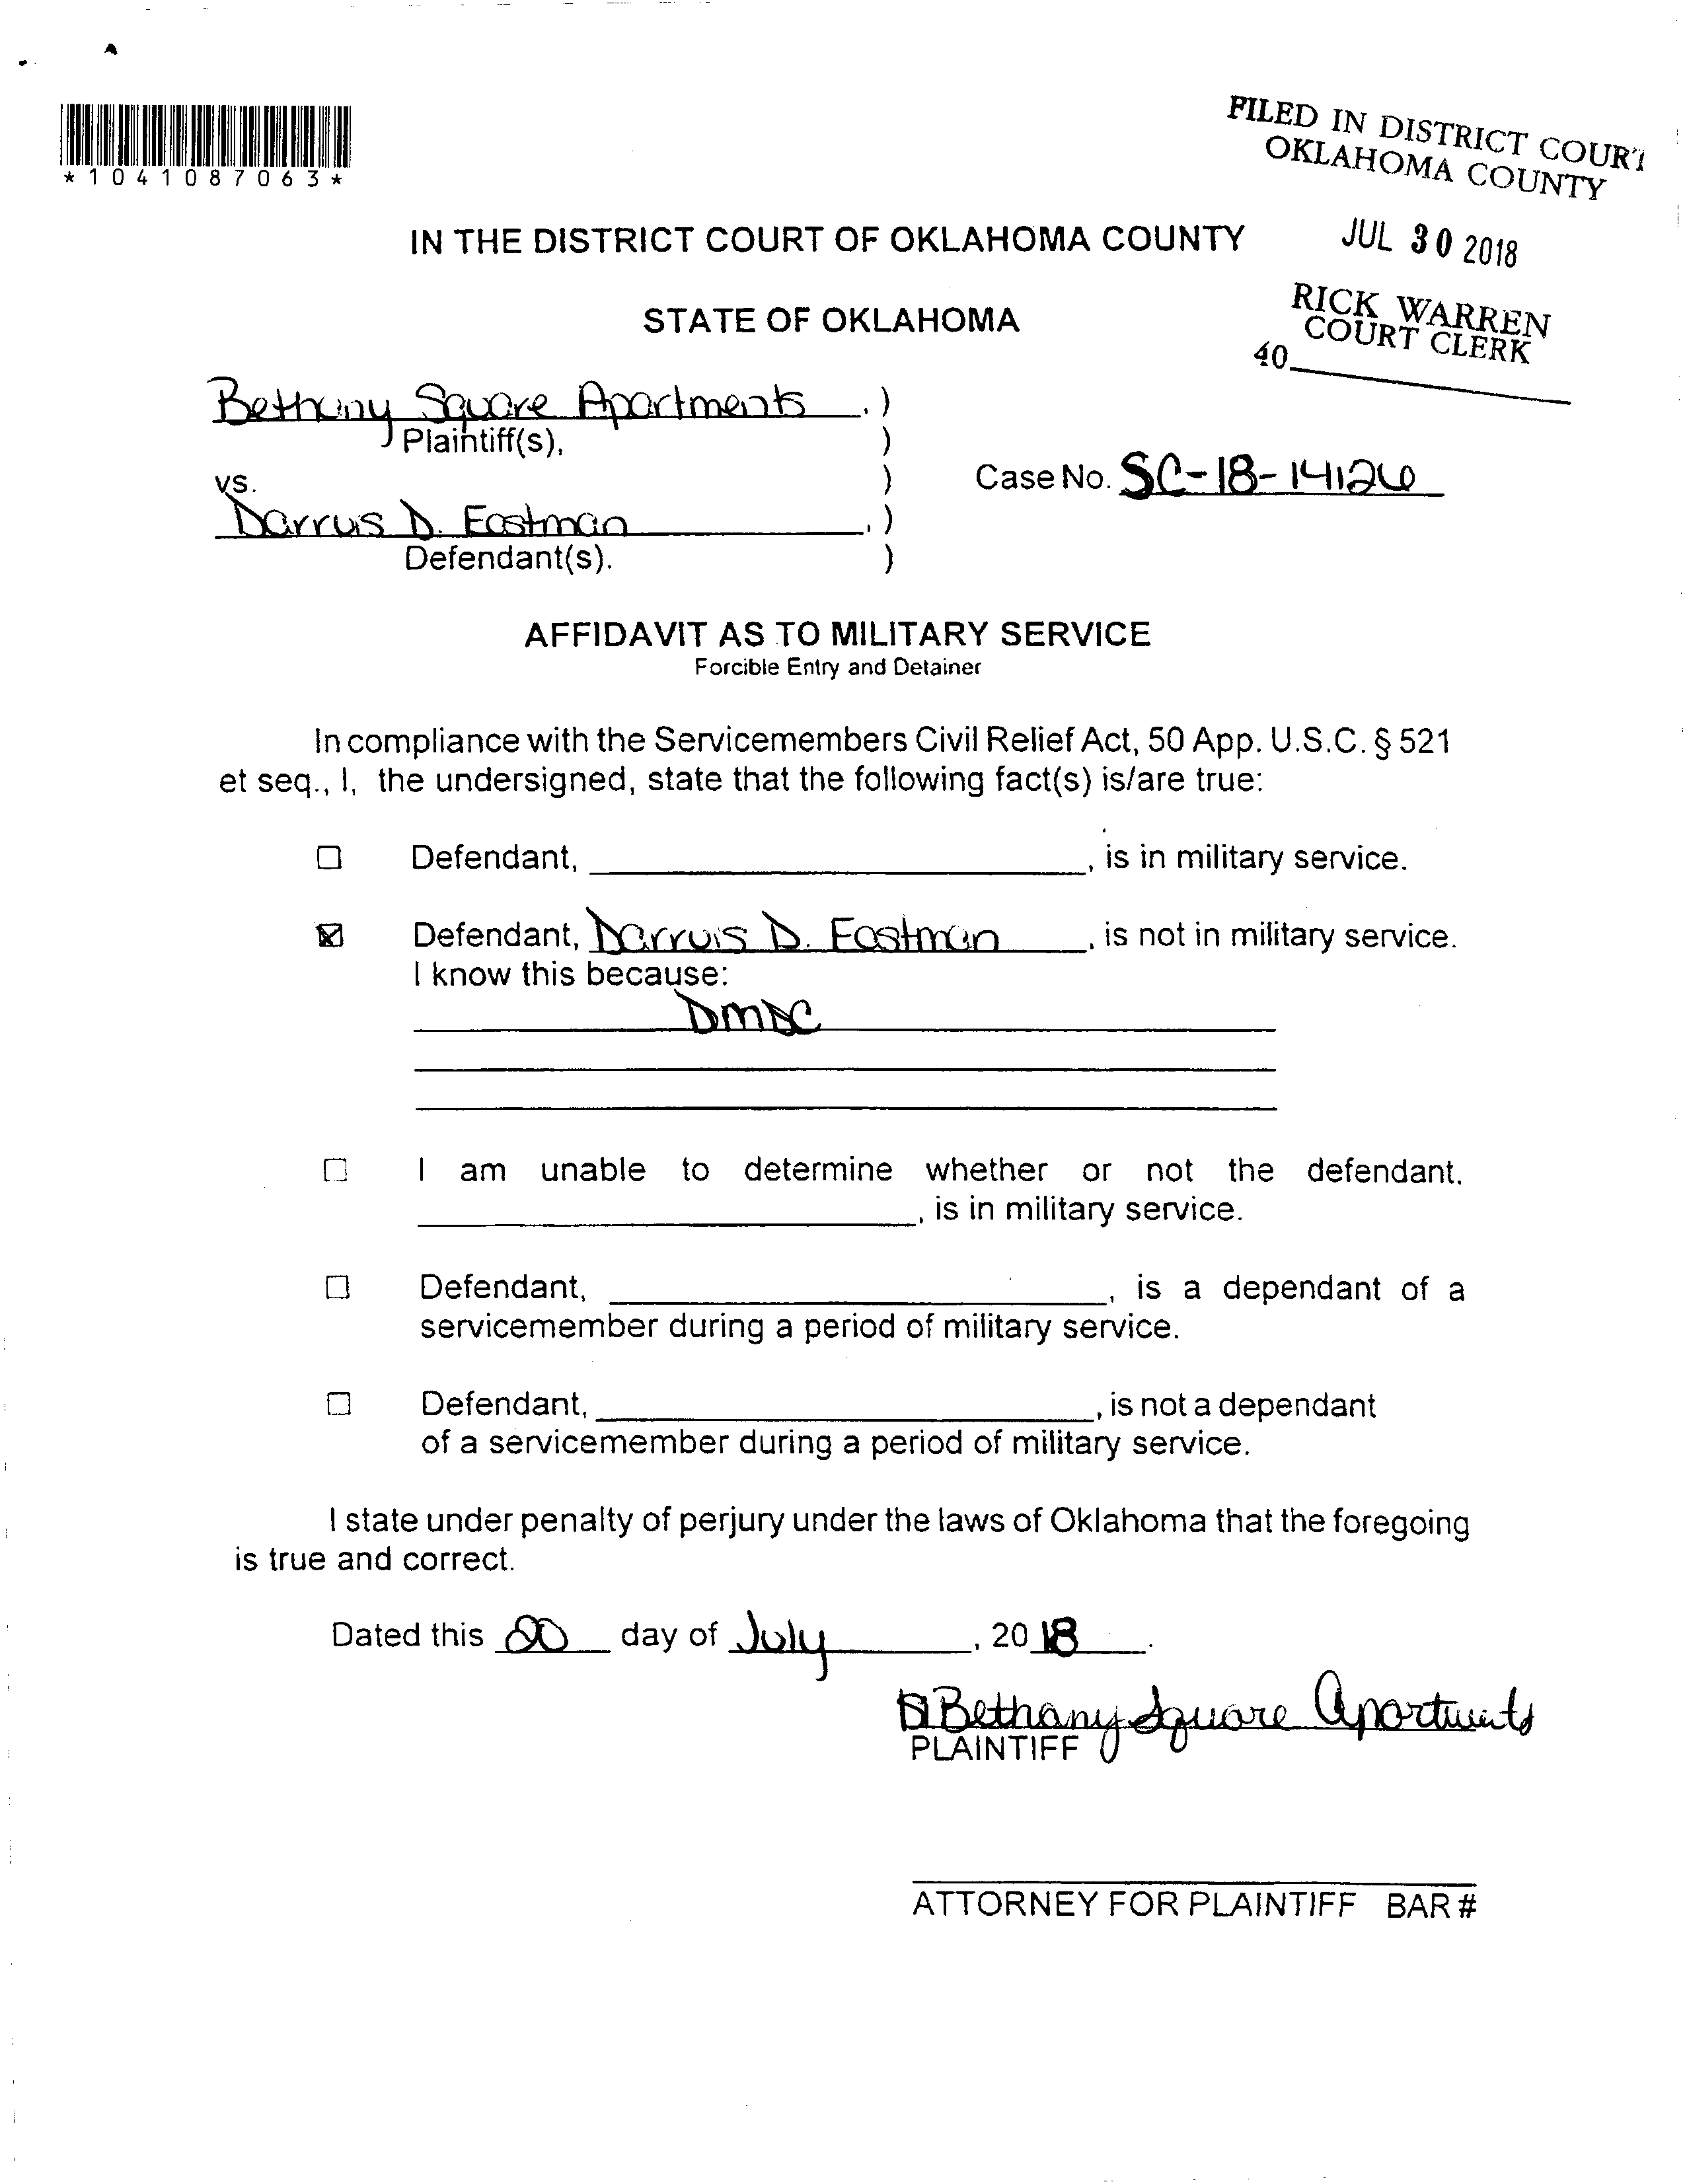 *1041087063*
FILED IN DISTRICT COURT
OKLAHOMA COUNTY
JUL 30 2018
RICK WARREN
COURT CLERK
40
IN THE DISTRICT COURT OF OKLAHOMA COUNTY
STATE OF OKLAHOMA
Bethany Square Apartments , )
Plaintiff(s), )
vs. ) Case No. SC-18-14126
Darrus D. Eastman , )
Defendant(s). )
AFFIDAVIT AS TO MILITARY SERVICE
Forcible Entry and Detainer
In compliance with the Servicemembers Civil Relief Act, 50 App. U.S.C. § 521
et seq., I, the undersigned, state that the following fact(s) is/are true:
☐ Defendant, , is in military service.
☒ Defendant, Darruis D. Eastman , is not in military service.
I know this because:
DMDC
☐ I am unable to determine whether or not the defendant,
, is in military service.
☐ Defendant, , is a dependant of a
servicemember during a period of military service.
☐ Defendant, , is not a dependant
of a servicemember during a period of military service.
I state under penalty of perjury under the laws of Oklahoma that the foregoing
is true and correct.
Dated this 20 day of July , 20 18 .
Bethany Square Apartments
PLAINTIFF
ATTORNEY FOR PLAINTIFF BAR #